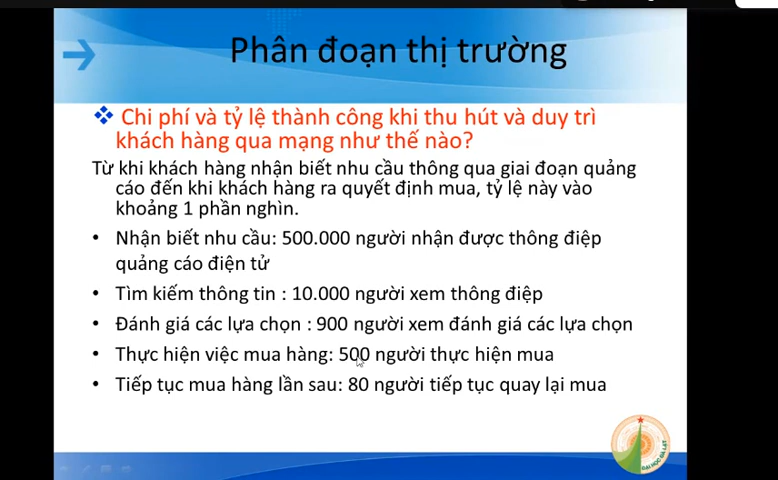 Phân đoạn thị trường
Chi phí và tỷ lệ thành công khi thu hút và duy trì
khách hàng qua mạng như thế nào?
Từ khi khách hàng nhận biết nhu cầu thông qua giai đoạn quảng
cáo đến khi khách hàng ra quyết định mua, tỷ lệ này vào
khoảng 1 phần nghìn.
• Nhận biết nhu cầu: 500.000 người nhận được thông điệp
quảng cáo điện tử
• Tìm kiếm thông tin : 10.000 người xem thông điệp
• Đánh giá các lựa chọn : 900 người xem đánh giá các lựa chọn
• Thực hiện việc mua hàng: 500 người thực hiện mua
• Tiếp tục mua hàng lần sau: 80 người tiếp tục quay lại mua
ĐẠI HỌC ĐÀ LẠT